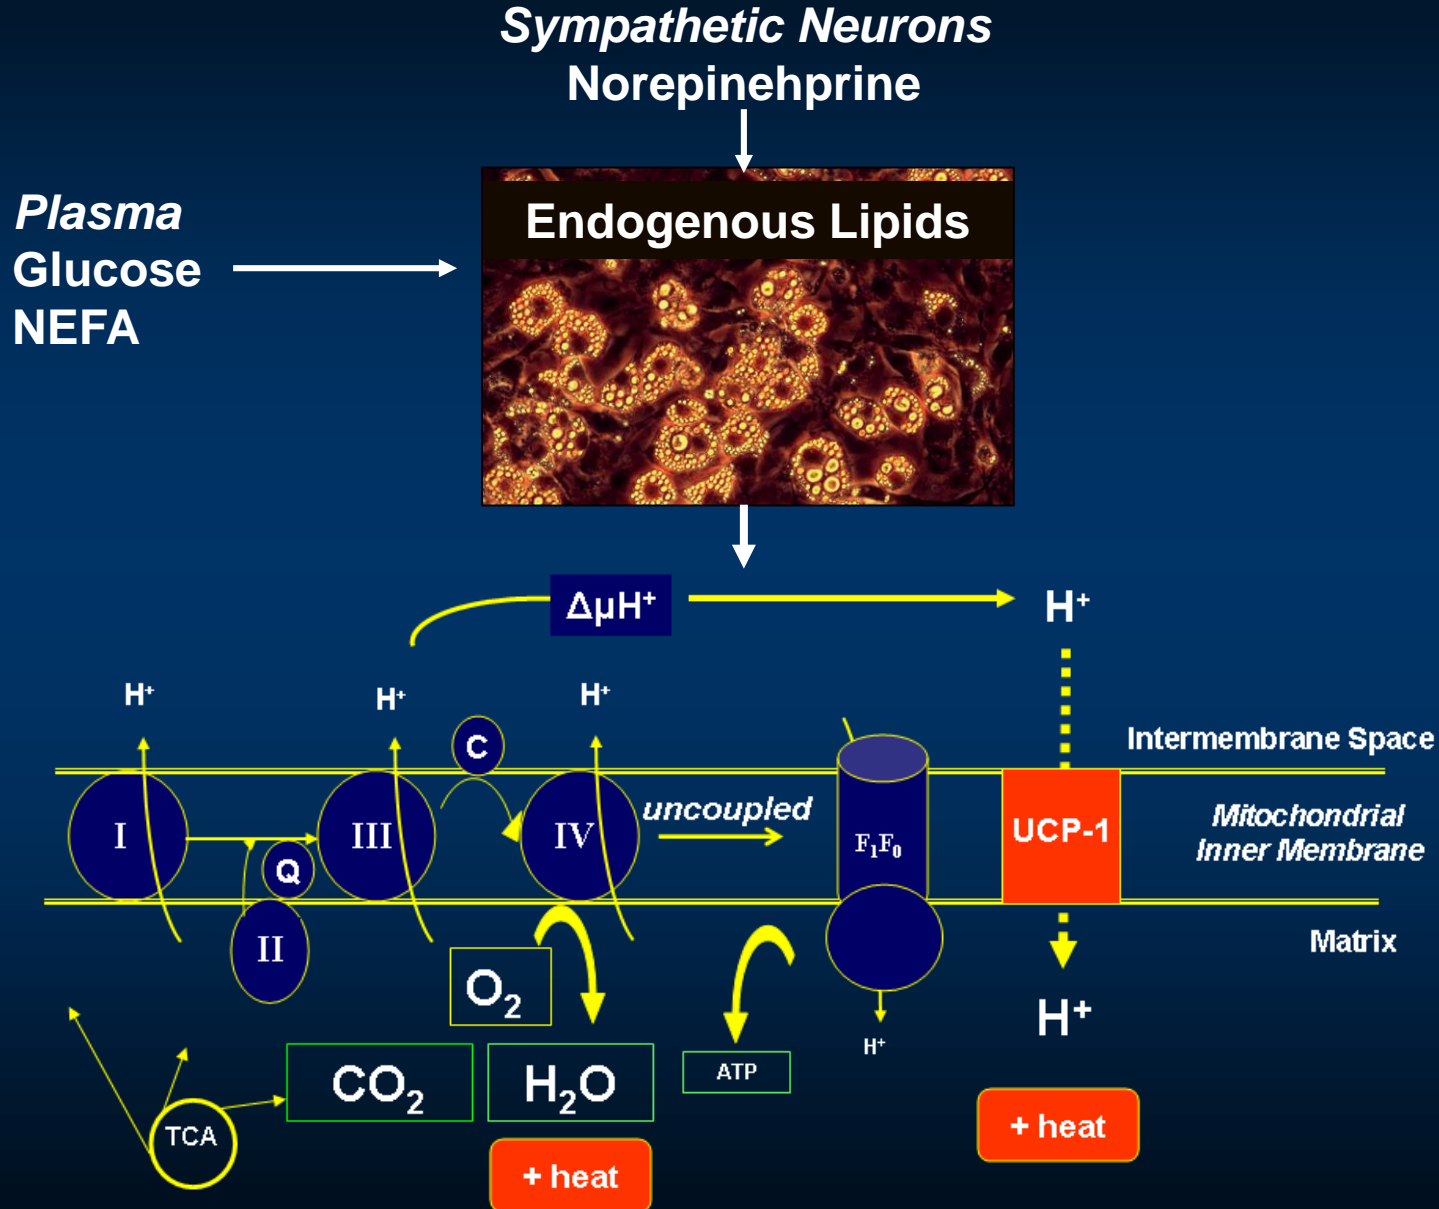 Sympathetic Neurons
Norepinehprine
Plasma
Glucose
NEFA
Endogenous Lipids
ΔμH⁺
H⁺
H⁺
H⁺
H⁺
C
Intermembrane Space
I
III
IV
uncoupled
F₁F₀
UCP-1
Mitochondrial
Inner Membrane
Q
II
Matrix
O₂
H⁺
H⁺
CO₂
H₂O
ATP
TCA
+ heat
+ heat